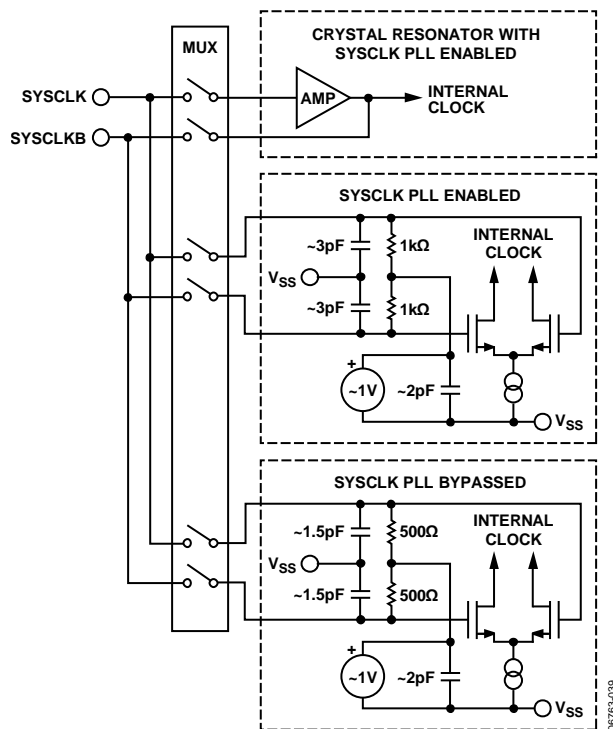 MUX
SYSCLK
SYSCLKB
CRYSTAL RESONATOR WITH
SYSCLK PLL ENABLED
AMP
INTERNAL
CLOCK
SYSCLK PLL ENABLED
~3pF
1kΩ
INTERNAL
CLOCK
VSS
~3pF
1kΩ
+
~1V
~2pF
VSS
SYSCLK PLL BYPASSED
~1.5pF
500Ω
INTERNAL
CLOCK
VSS
~1.5pF
500Ω
+
~1V
~2pF
VSS
06763-039